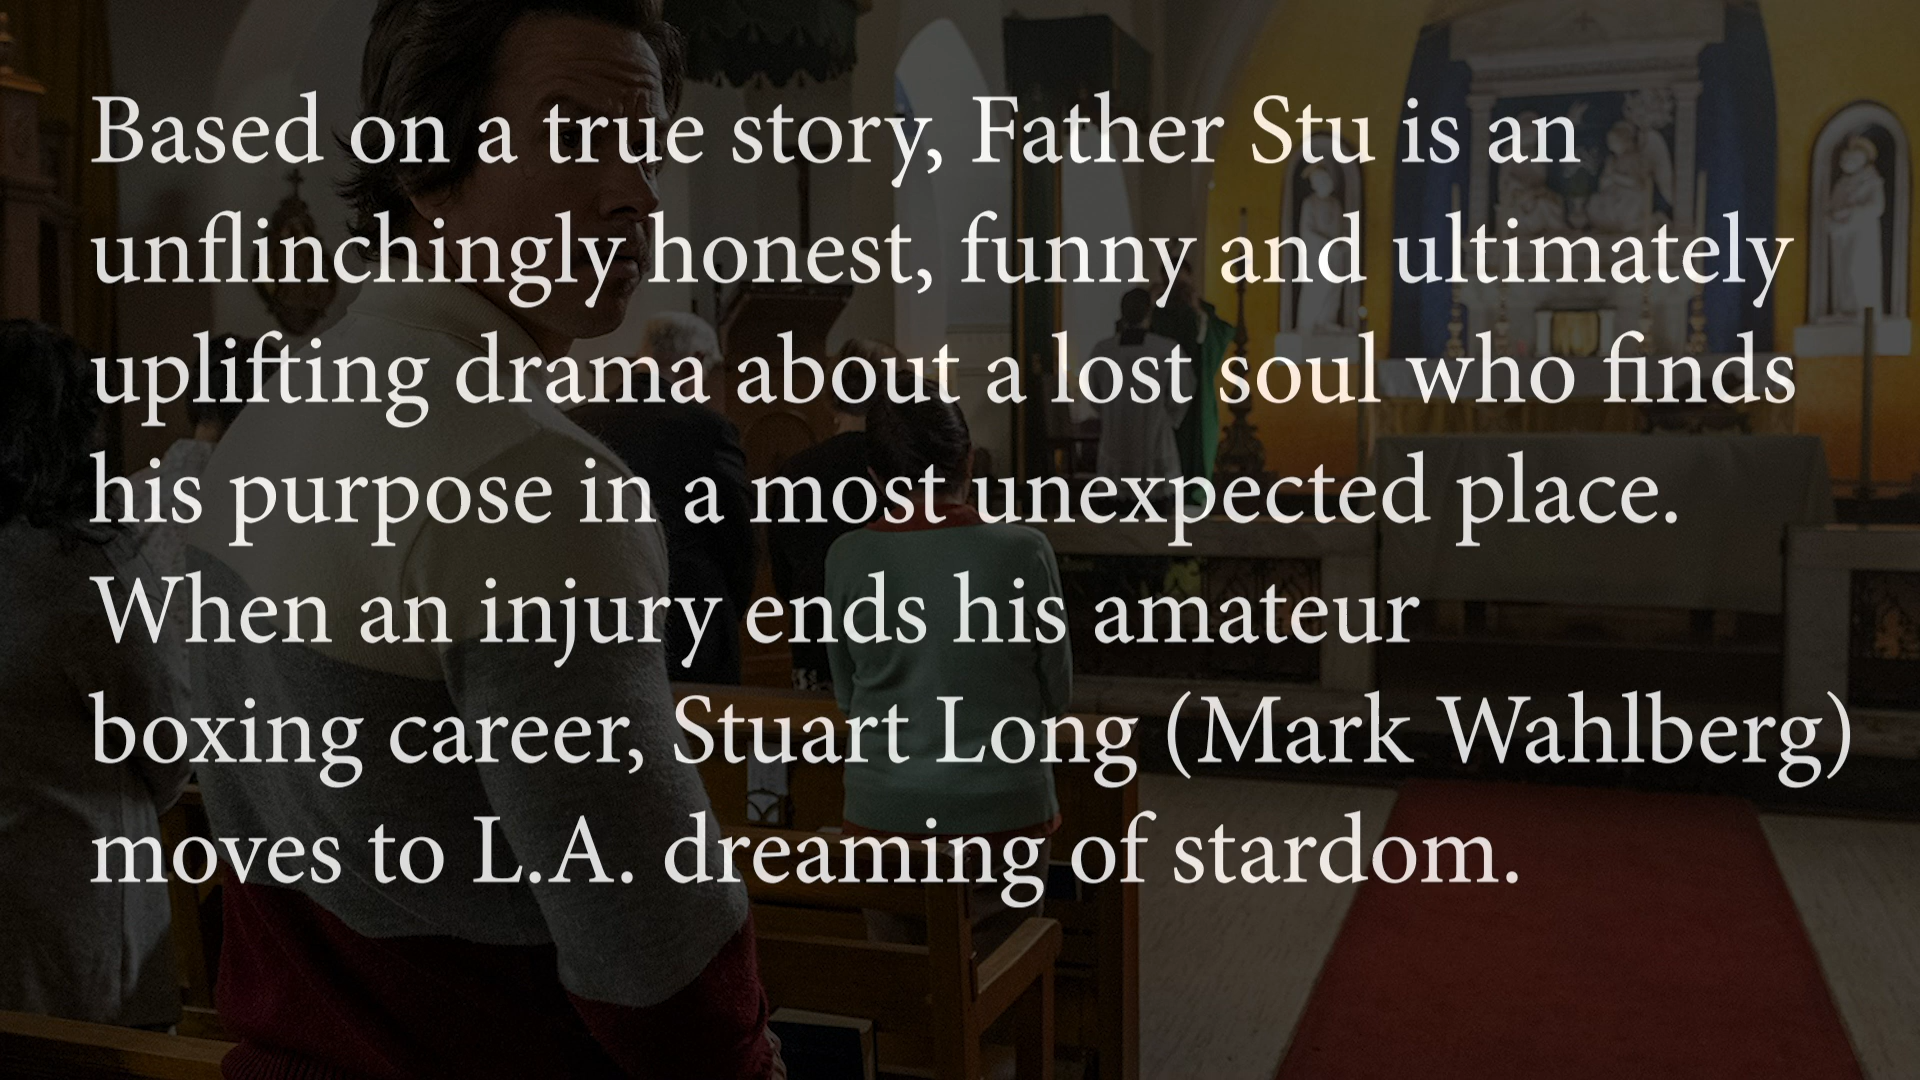 Based on a true story, Father Stu is an
unflinchingly honest, funny and ultimately
uplifting drama about a lost soul who finds
his purpose in a most unexpected place.
When an injury ends his amateur
boxing career, Stuart Long (Mark Wahlberg)
moves to L.A. dreaming of stardom.